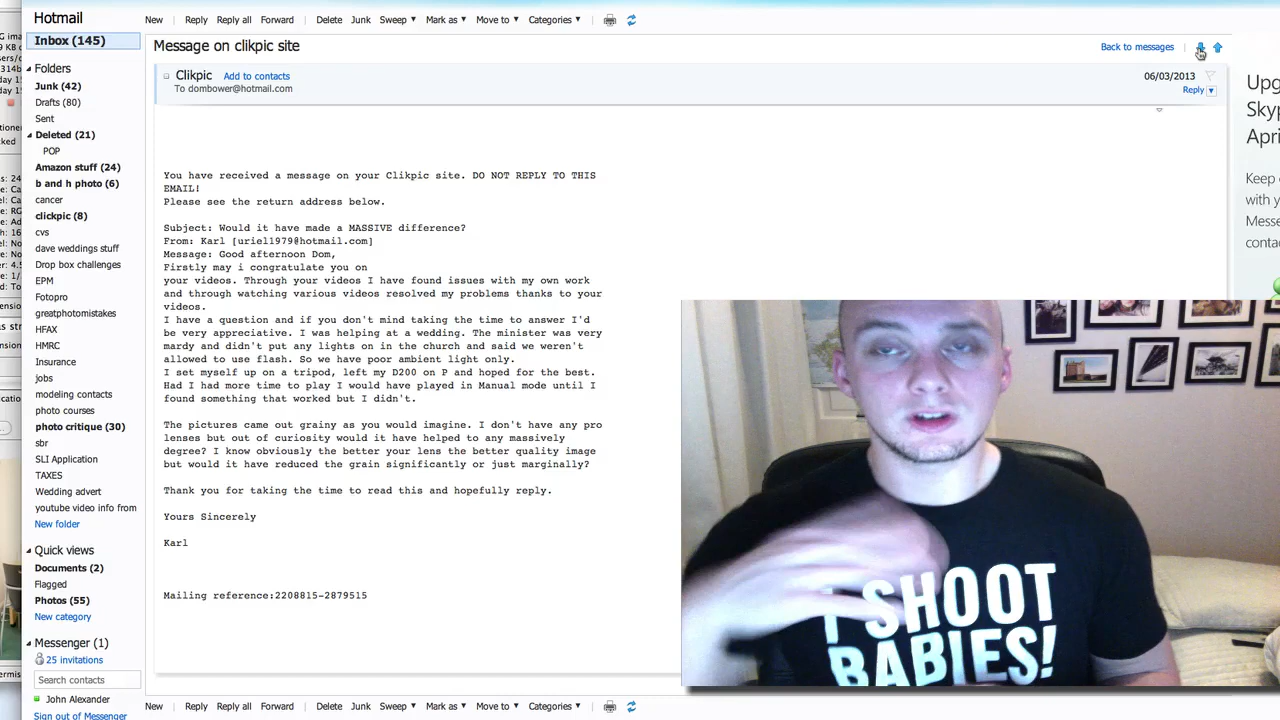 Hotmail
New Reply Reply all Forward Delete Junk Sweep Mark as Move to Categories
Inbox (145)
Message on clikpic site
Back to messages
Folders
Junk (42)
Drafts (80)
Sent
Deleted (21)
POP
Amazon stuff (24)
b and h photo (6)
cancer
clickpic (8)
cvs
dave weddings stuff
Drop box challenges
EPM
Fotopro
greatphotomistakes
HFAX
HMRC
Insurance
jobs
modeling contacts
photo courses
photo critique (30)
sbr
SLI Application
TAXES
Wedding advert
youtube video info from
New folder
Quick views
Documents (2)
Flagged
Photos (55)
New category
Messenger (1)
25 invitations
Search contacts
John Alexander
Sign out of Messenger
Clikpic Add to contacts
06/03/2013
To dombower@hotmail.com
Reply
You have received a message on your Clikpic site. DO NOT REPLY TO THIS
EMAIL!
Please see the return address below.
Subject: Would it have made a MASSIVE difference?
From: Karl [uriel1979@hotmail.com]
Message: Good afternoon Dom,
Firstly may i congratulate you on
your videos. Through your videos I have found issues with my own work
and through watching various videos resolved my problems thanks to your
videos.
I have a question and if you don't mind taking the time to answer I'd
be very appreciative. I was helping at a wedding. The minister was very
mardy and didn't put any lights on in the church and said we weren't
allowed to use flash. So we have poor ambient light only.
I set myself up on a tripod, left my D200 on P and hoped for the best.
Had I had more time to play I would have played in Manual mode until I
found something that worked but I didn't.
The pictures came out grainy as you would imagine. I don't have any pro
lenses but out of curiosity would it have helped to any massively
degree? I know obviously the better your lens the better quality image
but would it have reduced the grain significantly or just marginally?
Thank you for taking the time to read this and hopefully reply.
Yours Sincerely
Karl
Mailing reference:2208815-2879515
New Reply Reply all Forward Delete Junk Sweep Mark as Move to Categories
Upg
Sky
Apri
Keep
with y
Messe
conta
I SHOOT
BABIES!